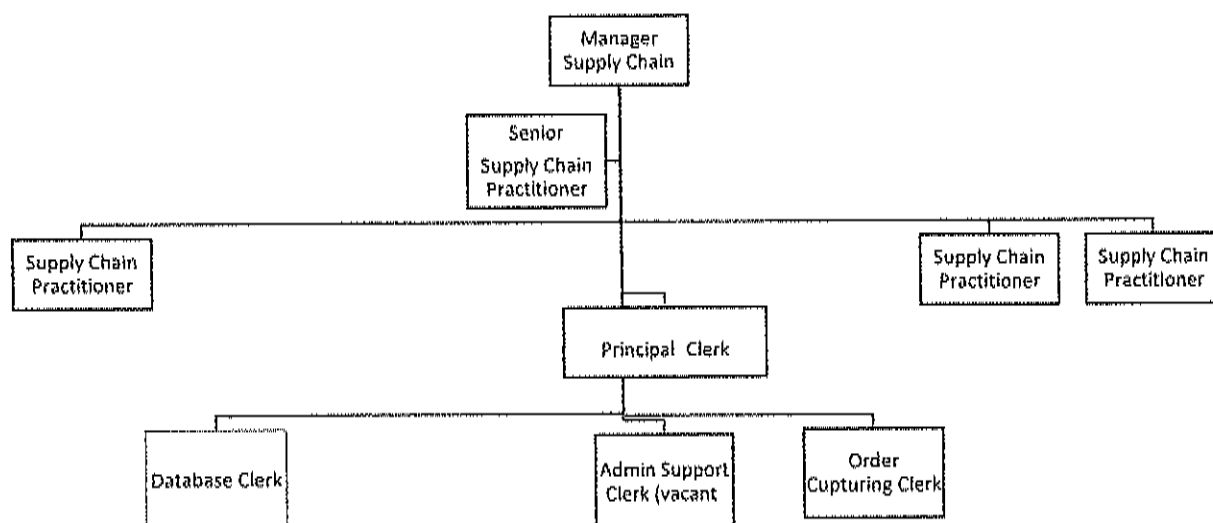 Manager
Supply Chain
Senior
Supply Chain
Practitioner
Supply Chain
Practitioner
Supply Chain
Practitioner
Supply Chain
Practitioner
Principal Clerk
Database Clerk
Admin Support
Clerk (vacant
Order
Cupturing Clerk